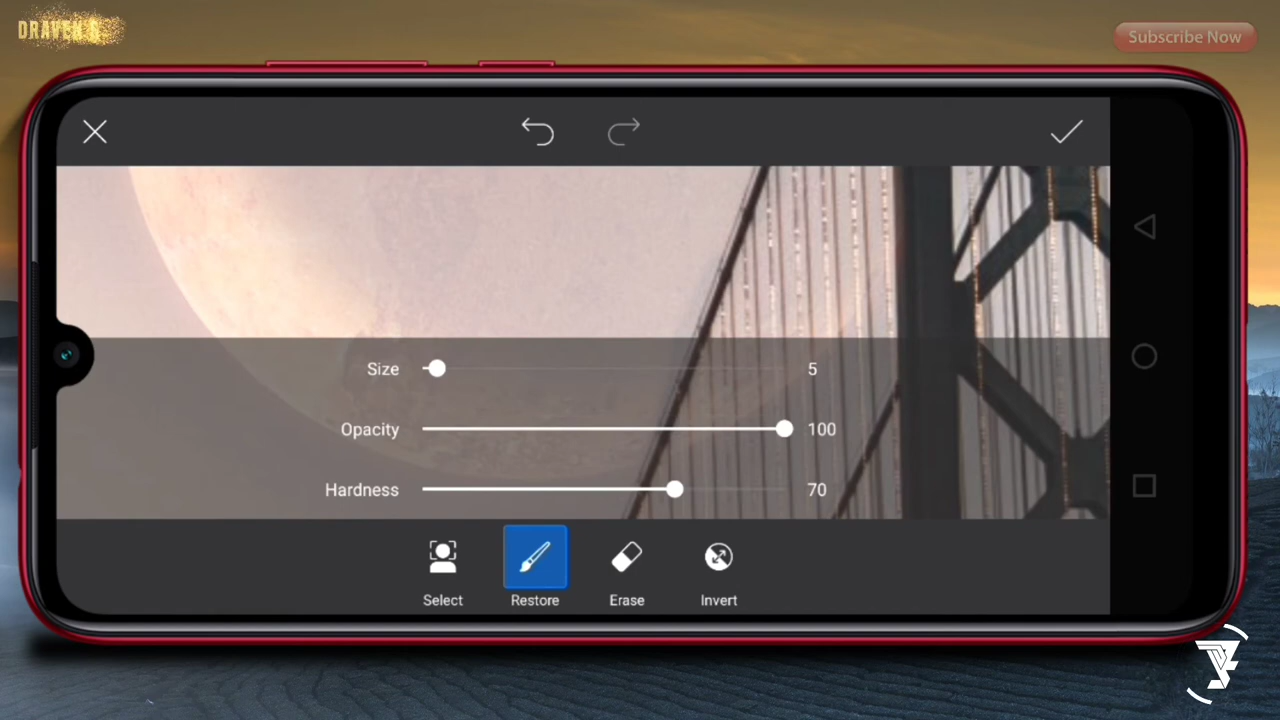 DRAVEN G
Subscribe Now
Size 5
Opacity 100
Hardness 70
Select Restore Erase Invert